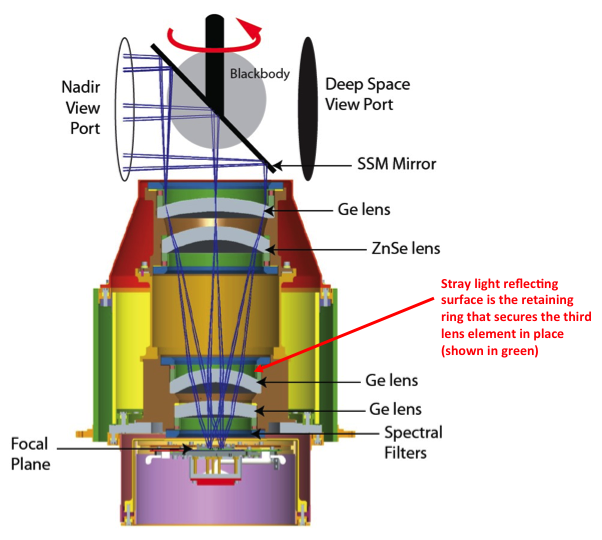 Blackbody
Nadir
View
Port
Deep Space
View Port
SSM Mirror
Ge lens
ZnSe lens
Stray light reflecting
surface is the retaining
ring that secures the third
lens element in place
(shown in green)
Ge lens
Ge lens
Spectral
Filters
Focal
Plane